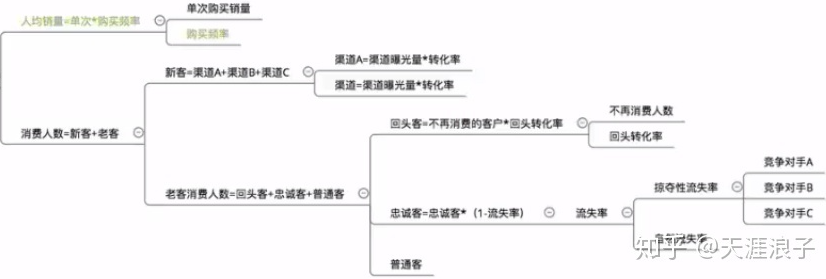 单次购买销量
人均销量=单次*购买频率
购买频率
渠道A=渠道曝光量*转化率
新客=渠道A+渠道B+渠道C
渠道=渠道曝光量*转化率
不再消费人数
回头客=不再消费的客户*回头转化率
消费人数=新客+老客
回头转化率
竞争对手A
掠夺性流失率
竞争对手B
老客消费人数=回头客+忠诚客+普通客
忠诚客=忠诚客*（1-流失率）
流失率
竞争对手C
流失率
知乎 @天涯浪子
普通客